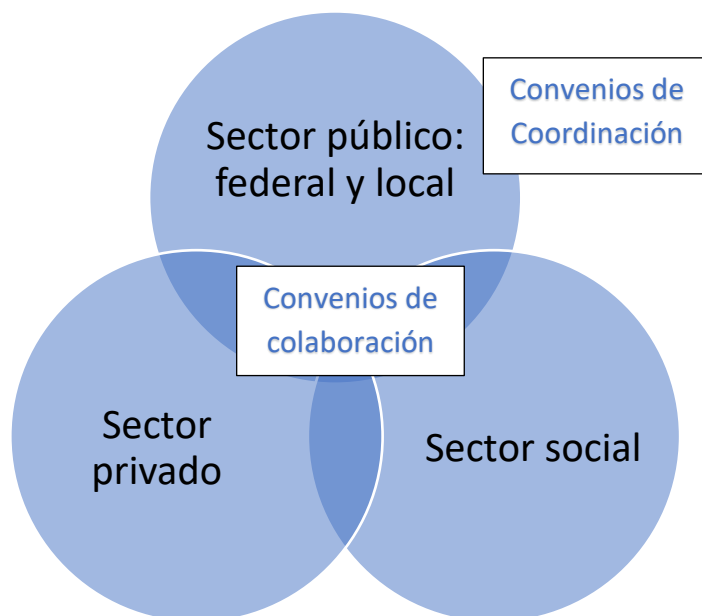 Convenios de
Coordinación
Sector público:
federal y local
Convenios de
colaboración
Sector
privado
Sector social